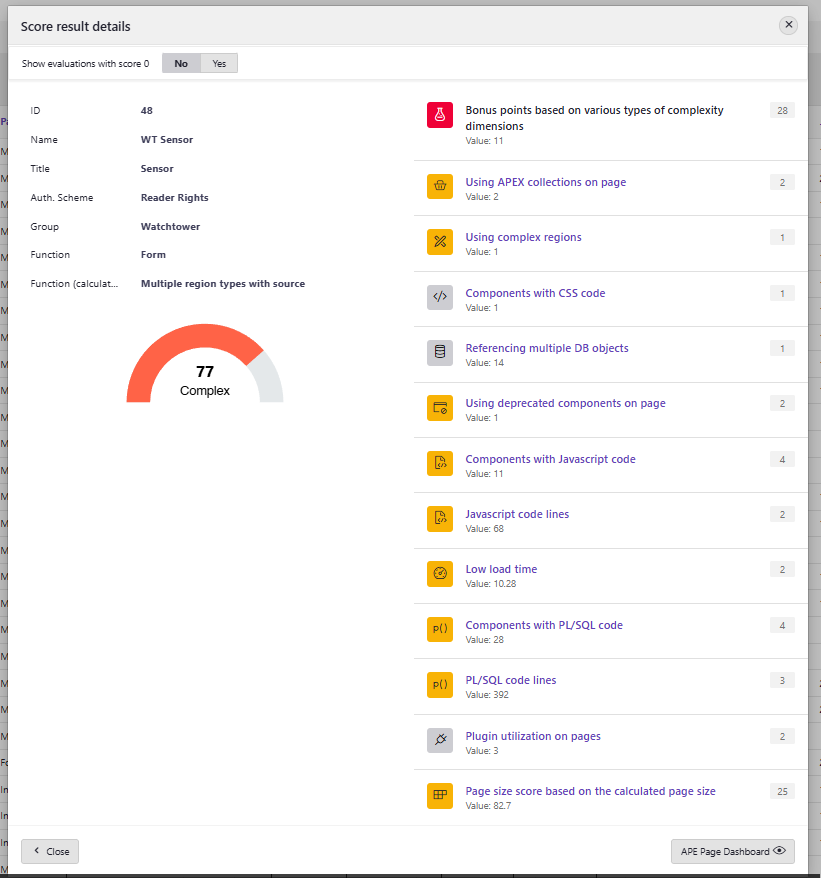 Score result details
Show evaluations with score 0 No Yes
ID 48
Name WT Sensor
Title Sensor
Auth. Scheme Reader Rights
Group Watchtower
Function Form
Function (calculat... Multiple region types with source
77
Complex
Bonus points based on various types of complexity 28
dimensions
Value: 11
Using APEX collections on page 2
Value: 2
Using complex regions 1
Value: 1
Components with CSS code 1
Value: 1
Referencing multiple DB objects 1
Value: 14
Using deprecated components on page 2
Value: 1
Components with Javascript code 4
Value: 11
Javascript code lines 2
Value: 68
Low load time 2
Value: 10.28
p() Components with PL/SQL code 4
Value: 28
p() PL/SQL code lines 3
Value: 392
Plugin utilization on pages 2
Value: 3
Page size score based on the calculated page size 25
Value: 82.7
Close
APE Page Dashboard